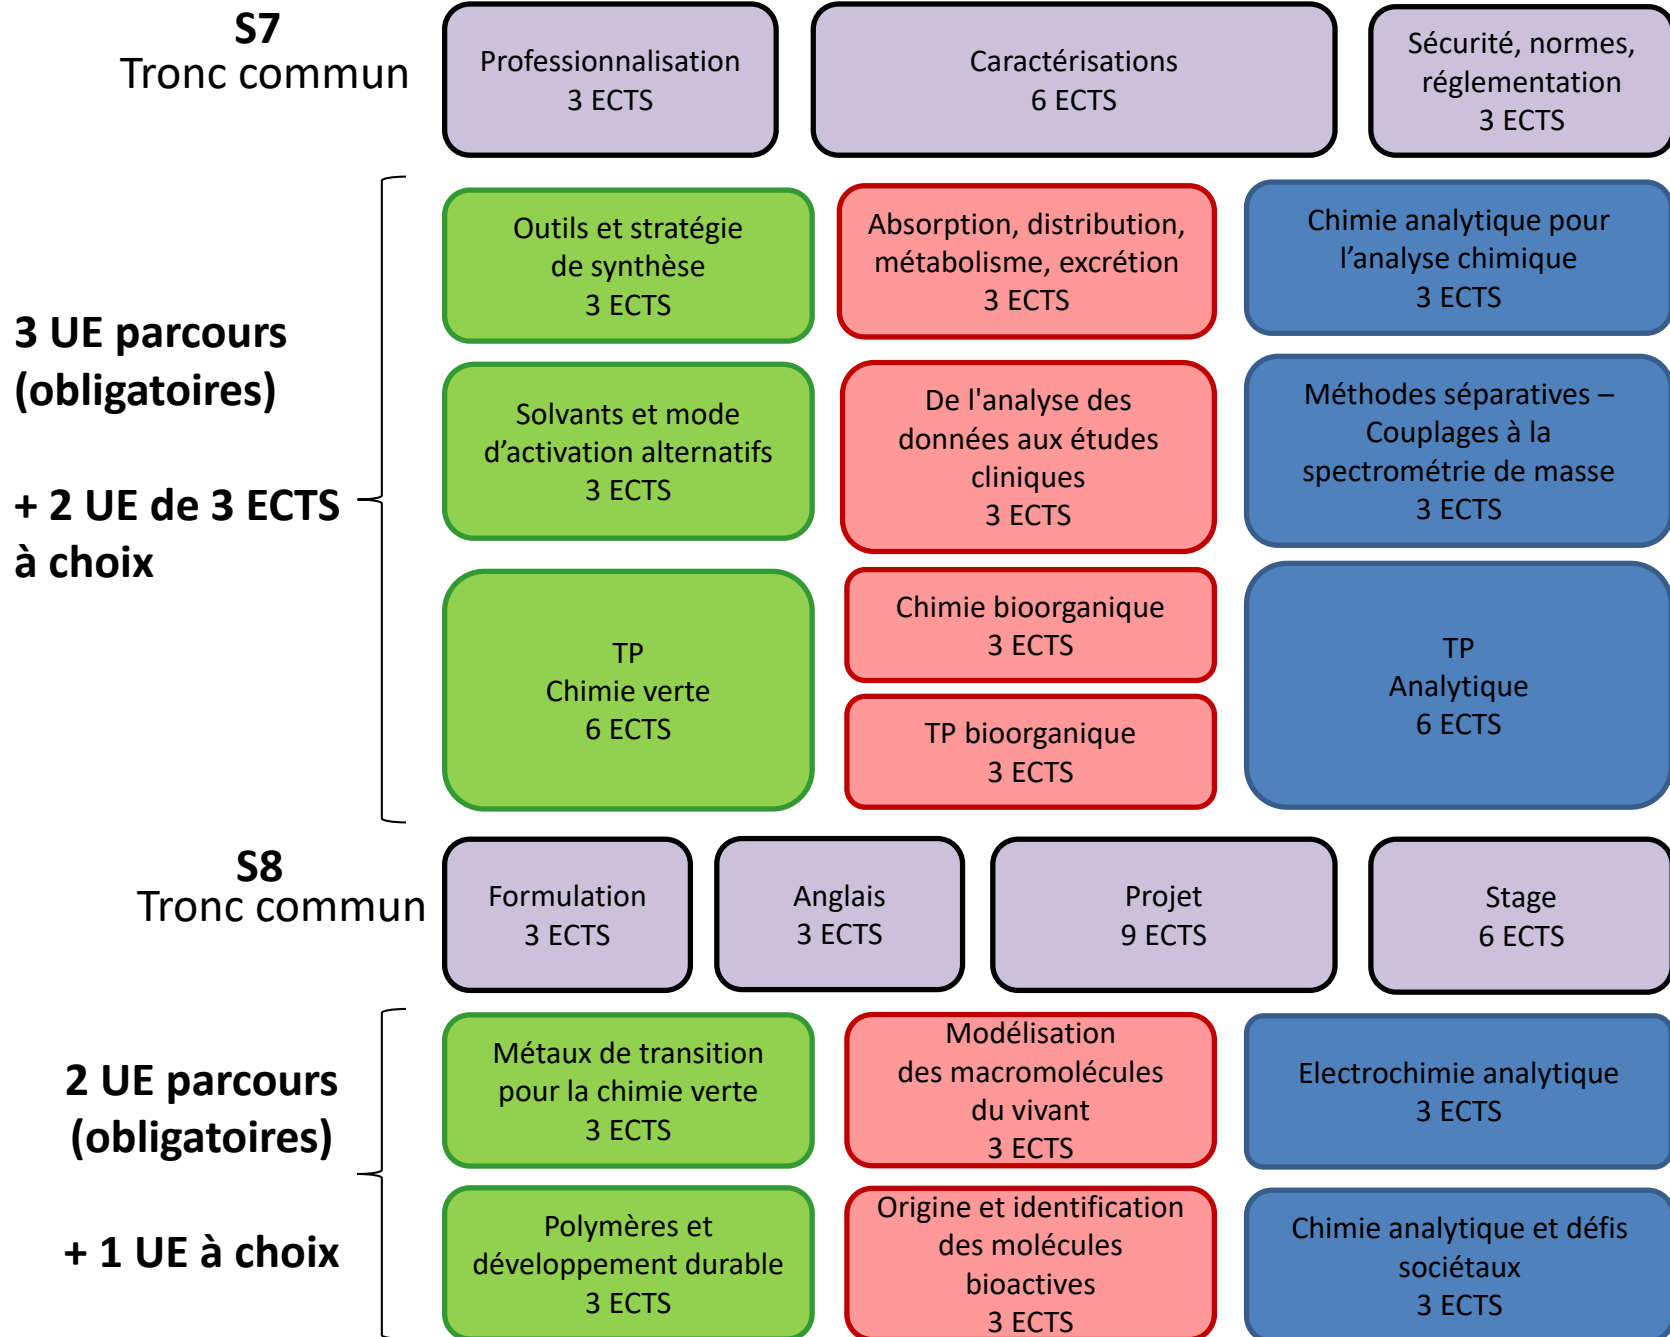 S7
Tronc commun
Professionnalisation
3 ECTS
Caractérisations
6 ECTS
Sécurité, normes,
réglementation
3 ECTS
3 UE parcours
(obligatoires)
+ 2 UE de 3 ECTS
à choix
Outils et stratégie
de synthèse
3 ECTS
Absorption, distribution,
métabolisme, excrétion
3 ECTS
Chimie analytique pour
l’analyse chimique
3 ECTS
Solvants et mode
d’activation alternatifs
3 ECTS
De l'analyse des
données aux études
cliniques
3 ECTS
Méthodes séparatives –
Couplages à la
spectrométrie de masse
3 ECTS
TP
Chimie verte
6 ECTS
Chimie bioorganique
3 ECTS
TP bioorganique
3 ECTS
TP
Analytique
6 ECTS
S8
Tronc commun
Formulation
3 ECTS
Anglais
3 ECTS
Projet
9 ECTS
Stage
6 ECTS
2 UE parcours
(obligatoires)
+ 1 UE à choix
Métaux de transition
pour la chimie verte
3 ECTS
Modélisation
des macromolécules
du vivant
3 ECTS
Electrochimie analytique
3 ECTS
Polymères et
développement durable
3 ECTS
Origine et identification
des molécules
bioactives
3 ECTS
Chimie analytique et défis
sociétaux
3 ECTS